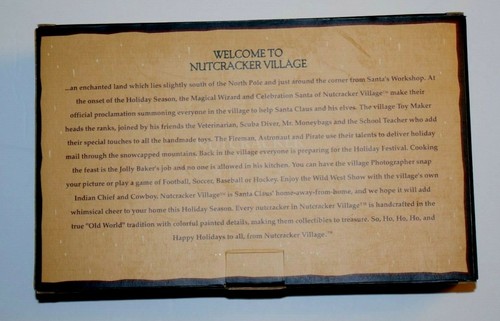 WELCOME TO
NUTCRACKER VILLAGE
...an enchanted land which lies slightly south of the North Pole and just around the corner from Santa's Workshop. At
the onset of the Holiday Season, the Magical Wizard and Celebration Santa of Nutcracker Village™ make their
official proclamation summoning everyone in the village to help Santa Claus and his elves. The village Toy Maker
heads the ranks, joined by his friends the Veterinarian, Scuba Diver, Mr. Moneybags and the School Teacher who add
their special touches to all the handmade toys. The Fireman, Astronaut and Pirate use their talents to deliver holiday
mail through the snowcapped mountains. Back in the village everyone is preparing for the Holiday Festival. Cooking
the feast is the Jolly Baker's job and no one is allowed in his kitchen. You can have the village Photographer snap
your picture or play a game of Football, Soccer, Baseball or Hockey. Enjoy the Wild West Show with the village's own
Indian Chief and Cowboy. Nutcracker Village™ is Santa Claus' home-away-from-home, and we hope it will add
whimsical cheer to your home this Holiday Season. Every nutcracker in Nutcracker Village™ is handcrafted in the
true "Old World" tradition with colorful painted details, making them collectibles to treasure. So, Ho, Ho, Ho, and
Happy Holidays to all, from Nutcracker Village.™